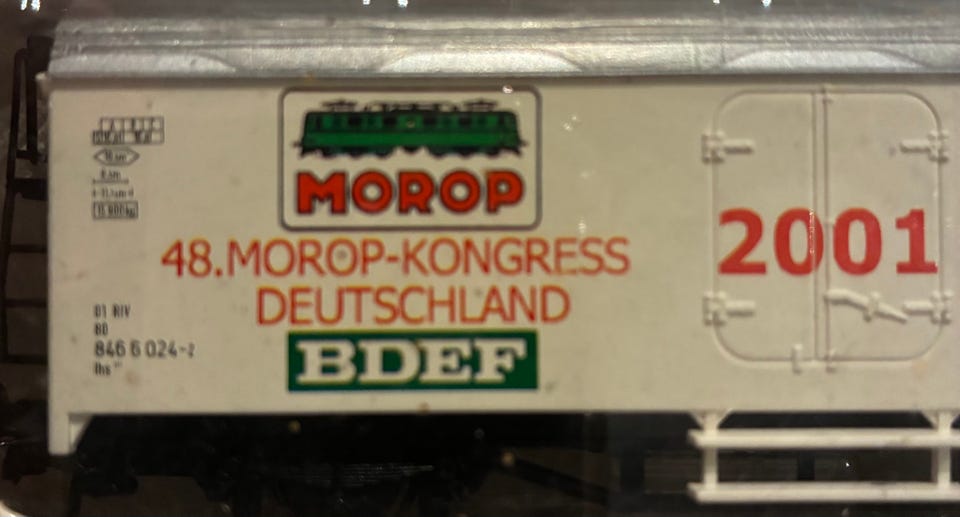 MOROP
48.MOROP-KONGRESS
DEUTSCHLAND
BDEF
2001
01 RIV
80
846 6 024-2